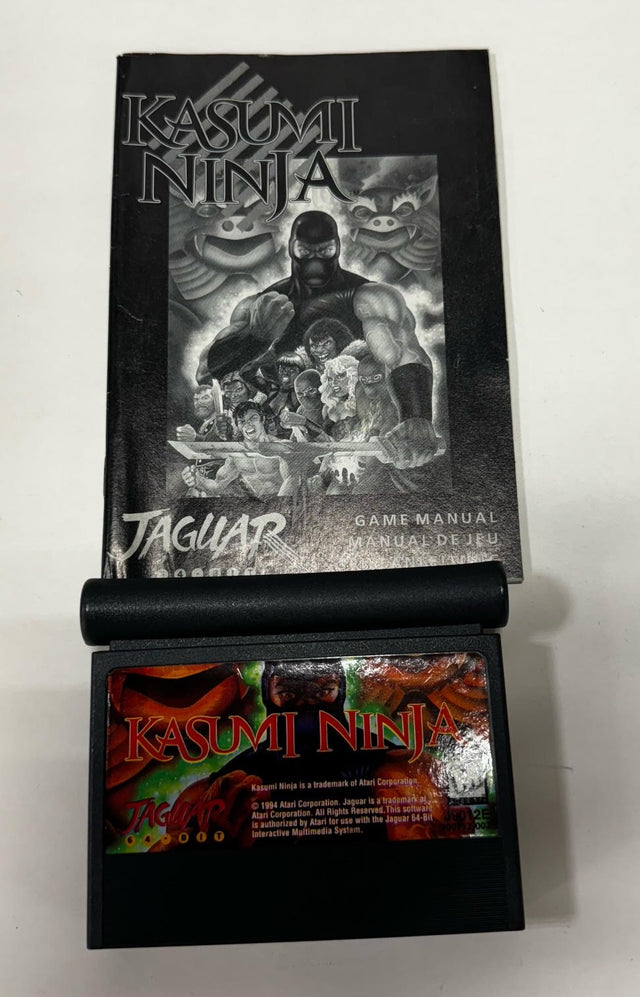 KASUMI
NINJA
JAGUAR
GAME MANUAL
MANUAL DE JEU
64-BIT
KASUMI NINJA
Kasumi Ninja is a trademark of Atari Corporation.
© 1994 Atari Corporation. Jaguar is a trademark of
Atari Corporation. All Rights Reserved. This software
is authorized by Atari for use with the Jaguar 64-Bit
Interactive Multimedia System.
JAGUAR
64-BIT